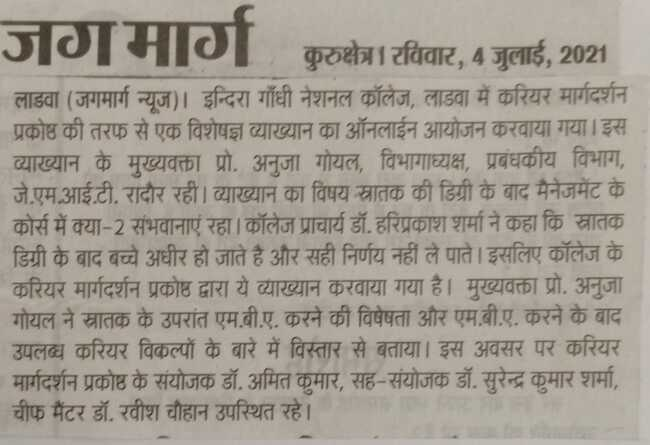 जग मार्ग
कुरुक्षेत्र। रविवार, 4 जुलाई, 2021
लाडवा (जगमार्ग न्यूज)। इन्दिरा गाँधी नेशनल कॉलेज, लाडवा में करियर मार्गदर्शन
प्रकोष्ठ की तरफ से एक विशेषज्ञ व्याख्यान का ऑनलाईन आयोजन करवाया गया। इस
व्याख्यान के मुख्यवक्ता प्रो. अनुजा गोयल, विभागाध्यक्ष, प्रबंधकीय विभाग,
जे.एम.आई.टी. रादौर रही। व्याख्यान का विषय स्नातक की डिग्री के बाद मैनेजमेंट के
कोर्स में क्या-2 संभवानाएं रहा। कॉलेज प्राचार्य डॉ. हरिप्रकाश शर्मा ने कहा कि स्नातक
डिग्री के बाद बच्चे अधीर हो जाते है और सही निर्णय नहीं ले पाते। इसलिए कॉलेज के
करियर मार्गदर्शन प्रकोष्ठ द्वारा ये व्याख्यान करवाया गया है। मुख्यवक्ता प्रो. अनुजा
गोयल ने स्नातक के उपरांत एम.बी.ए. करने की विषेषता और एम.बी.ए. करने के बाद
उपलब्ध करियर विकल्पों के बारे में विस्तार से बताया। इस अवसर पर करियर
मार्गदर्शन प्रकोष्ठ के संयोजक डॉ. अमित कुमार, सह-संयोजक डॉ. सुरेन्द्र कुमार शर्मा,
चीफ मैंटर डॉ. रवीश चौहान उपस्थित रहे।